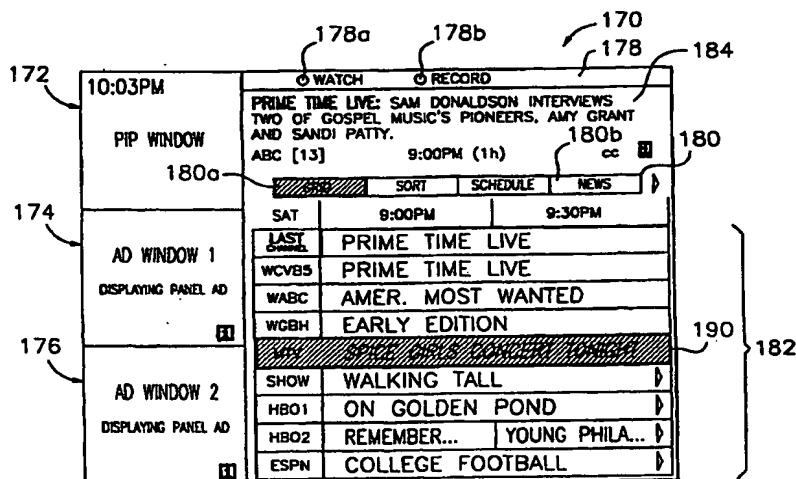 178a
178b
170
178
184
172
10:03PM
WATCH
RECORD
PIP WINDOW
PRIME TIME LIVE: SAM DONALDSON INTERVIEWS
TWO OF GOSPEL MUSIC'S PIONEERS, AMY GRANT
AND SANDI PATTY.
180b
ABC [13] 9:00PM (1h) CC
180
180a
SORT SCHEDULE NEWS
174
SAT 9:00PM 9:30PM
AD WINDOW 1
DISPLAYING PANEL AD
LAST CHANNEL PRIME TIME LIVE
WCVB5 PRIME TIME LIVE
WABC AMER. MOST WANTED
WGBH EARLY EDITION
MTV SPICE GIRLS CONCERT TONIGHT
190
182
176
AD WINDOW 2
DISPLAYING PANEL AD
SHOW WALKING TALL
HBO1 ON GOLDEN POND
HBO2 REMEMBER... YOUNG PHILA...
ESPN COLLEGE FOOTBALL